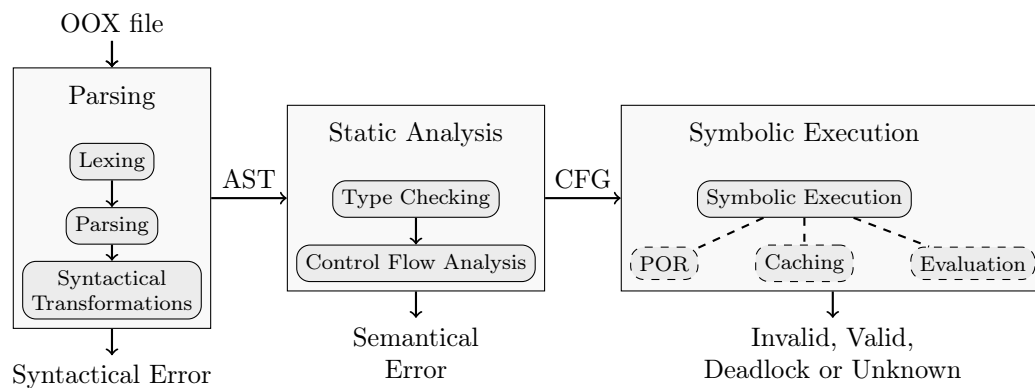 OOX file
Parsing
Lexing
Parsing
Syntactical
Transformations
Syntactical Error
AST
Static Analysis
Type Checking
Control Flow Analysis
Semantical
Error
CFG
Symbolic Execution
Symbolic Execution
POR
Caching
Evaluation
Invalid, Valid,
Deadlock or Unknown